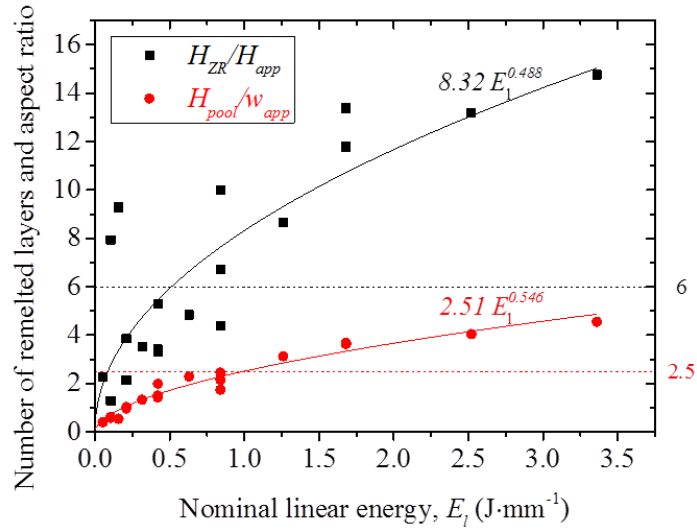 Number of remelted layers and aspect ratio
16
14
12
10
8
6
4
2
0
H_ZR/H_app
H_pool/w_app
8.32 E_1^0.488
2.51 E_1^0.546
6
2.5
0.0 0.5 1.0 1.5 2.0 2.5 3.0 3.5
Nominal linear energy, E_l (J·mm⁻¹)